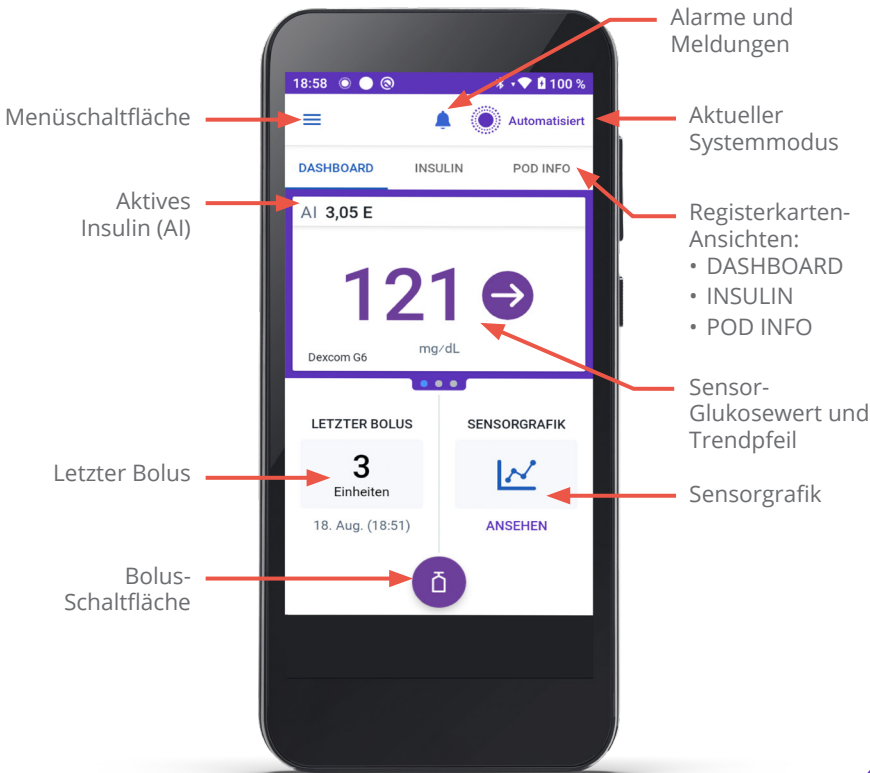 Alarme und
Meldungen
18:58
100 %
Menüschaltfläche
Automatisiert
Aktueller
Systemmodus
DASHBOARD
INSULIN
POD INFO
Aktives
Insulin (AI)
AI 3,05 E
Registerkarten-
Ansichten:
• DASHBOARD
• INSULIN
• POD INFO
121
mg/dL
Dexcom G6
Sensor-
Glukosewert und
Trendpfeil
LETZTER BOLUS
SENSORGRAFIK
Letzter Bolus
3
Einheiten
Sensorgrafik
18. Aug. (18:51)
ANSEHEN
Bolus-
Schaltfläche